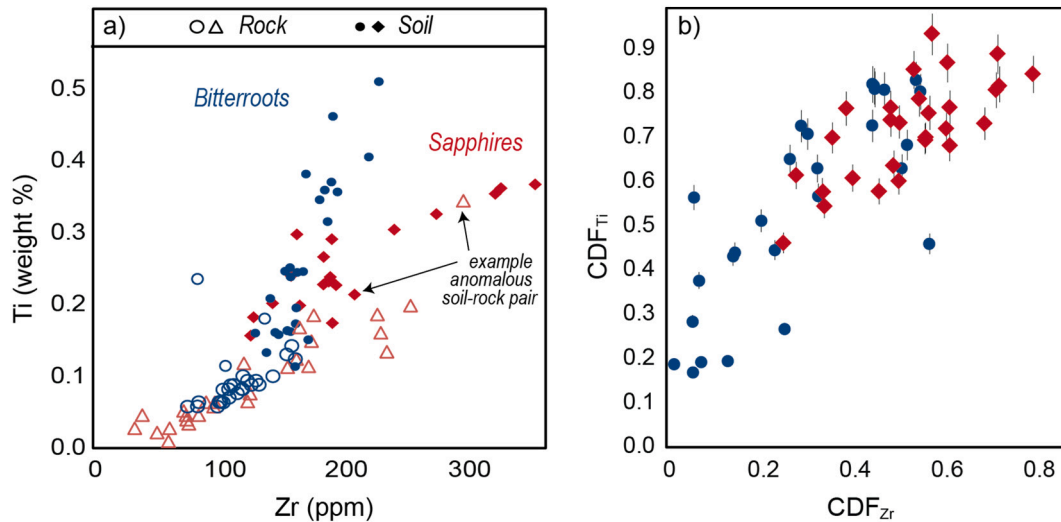 a)
Rock
Soil
Bitterroots
Sapphires
example
anomalous
soil-rock pair
0.5
0.4
0.3
0.2
0.1
0.0
Ti (weight %)
0 100 200 300
Zr (ppm)
b)
0.9
0.8
0.7
0.6
0.5
0.4
0.3
0.2
0.1
0.0
CDF_Ti
0 0.2 0.4 0.6 0.8
CDF_Zr